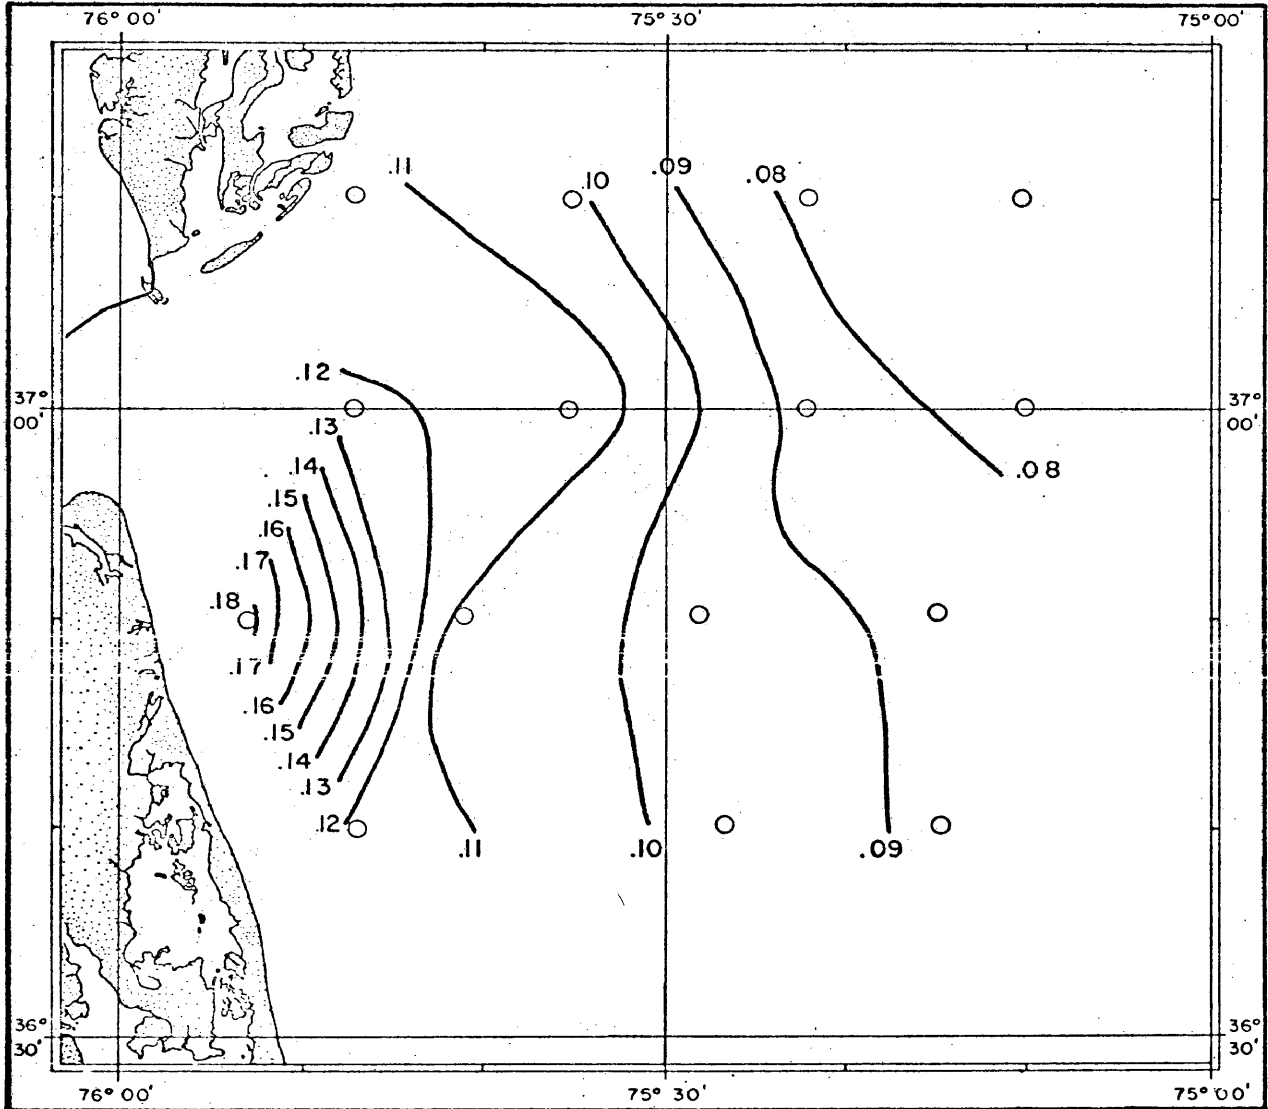 76° 00' 75° 30' 75° 00'
.11 .10 .09 .08
.12
37° 00' 37° 00'
.13
.14 .08
.15
.16
.17
.18
.17
.16
.15
.14
.13
.12
.11 .10 .09
36° 30' 36° 30'
76° 00' 75° 30' 75° 00'